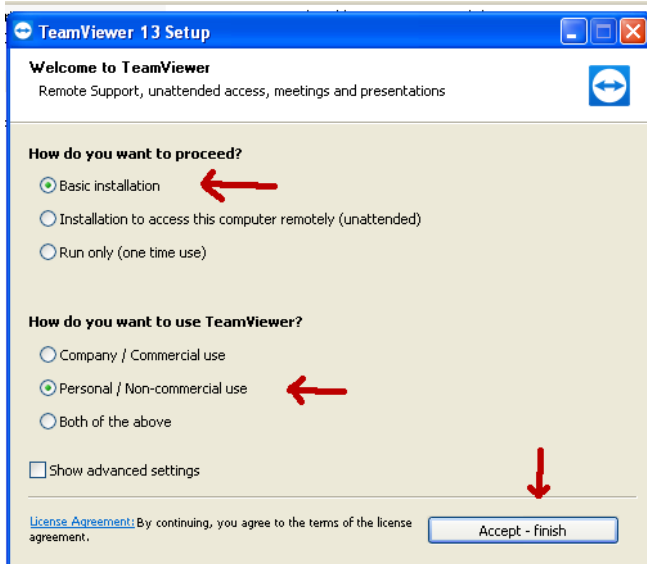 TeamViewer 13 Setup
Welcome to TeamViewer
Remote Support, unattended access, meetings and presentations
How do you want to proceed?
Basic installation
Installation to access this computer remotely (unattended)
Run only (one time use)
How do you want to use TeamViewer?
Company / Commercial use
Personal / Non-commercial use
Both of the above
Show advanced settings
License Agreement: By continuing, you agree to the terms of the license
agreement.
Accept - finish